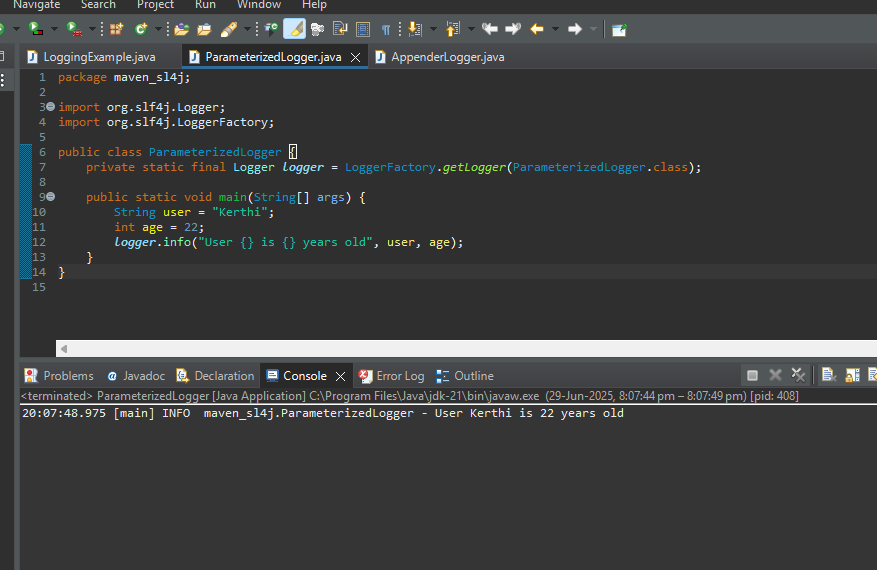 Navigate Search Project Run Window Help
LoggingExample.java ParameterizedLogger.java AppenderLogger.java
1 package maven_sl4j;
2
3 import org.slf4j.Logger;
4 import org.slf4j.LoggerFactory;
5
6 public class ParameterizedLogger {
7     private static final Logger logger = LoggerFactory.getLogger(ParameterizedLogger.class);
8
9     public static void main(String[] args) {
10         String user = "Kerthi";
11         int age = 22;
12         logger.info("User {} is {} years old", user, age);
13     }
14 }
15
Problems Javadoc Declaration Console Error Log Outline
<terminated> ParameterizedLogger [Java Application] C:\Program Files\Java\jdk-21\bin\javaw.exe (29-Jun-2025, 8:07:44 pm – 8:07:49 pm) [pid: 408]
20:07:48.975 [main] INFO  maven_sl4j.ParameterizedLogger - User Kerthi is 22 years old